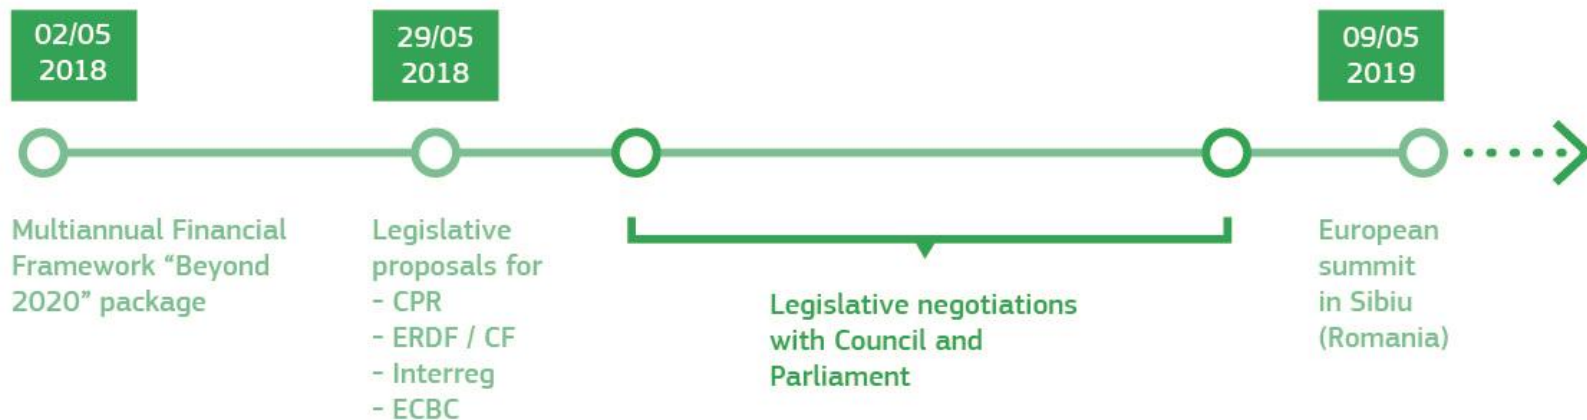 02/05
2018
29/05
2018
09/05
2019
Multiannual Financial
Framework “Beyond
2020” package
Legislative
proposals for
- CPR
- ERDF / CF
- Interreg
- ECBC
Legislative negotiations
with Council and
Parliament
European
summit
in Sibiu
(Romania)